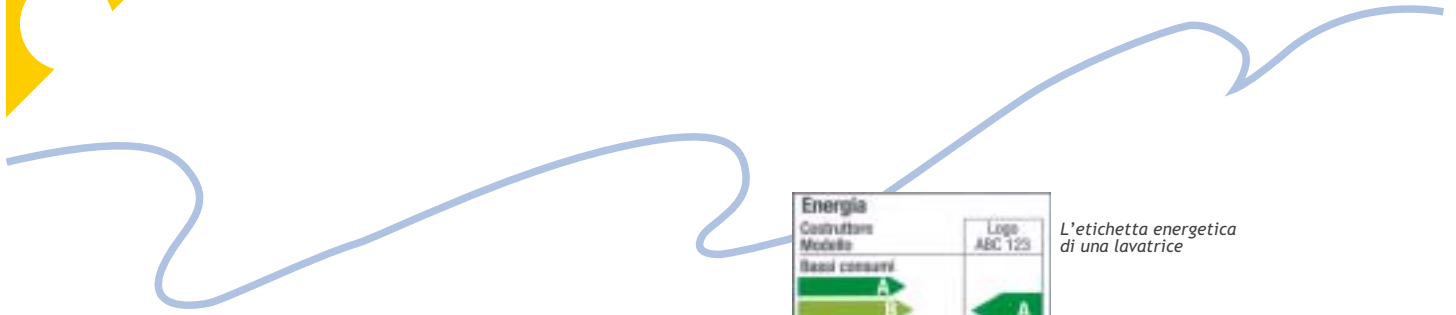 Energia
Costruttore
Modello
Logo
ABC 123
Bassi consumi
A
B
A
L'etichetta energetica
di una lavatrice